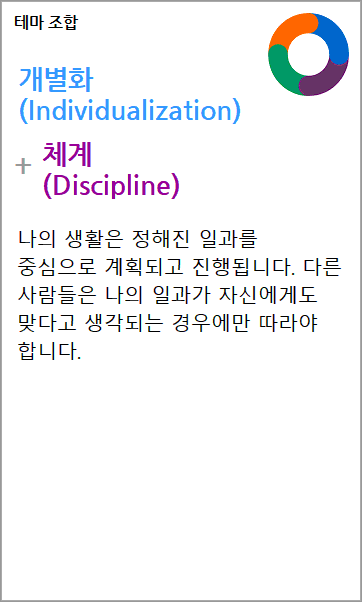 테마 조합
개별화
(Individualization)
+ 체계
(Discipline)
나의 생활은 정해진 일과를
중심으로 계획되고 진행됩니다. 다른
사람들은 나의 일과가 자신에게도
맞다고 생각되는 경우에만 따라야
합니다.